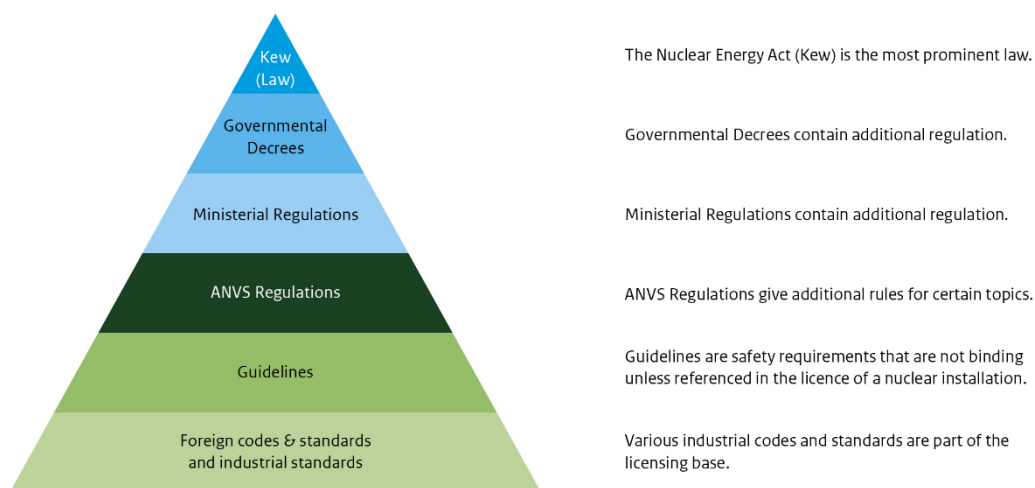 Kew
(Law)
The Nuclear Energy Act (Kew) is the most prominent law.
Governmental
Decrees
Governmental Decrees contain additional regulation.
Ministerial Regulations
Ministerial Regulations contain additional regulation.
ANVS Regulations
ANVS Regulations give additional rules for certain topics.
Guidelines
Guidelines are safety requirements that are not binding
unless referenced in the licence of a nuclear installation.
Foreign codes & standards
and industrial standards
Various industrial codes and standards are part of the
licensing base.